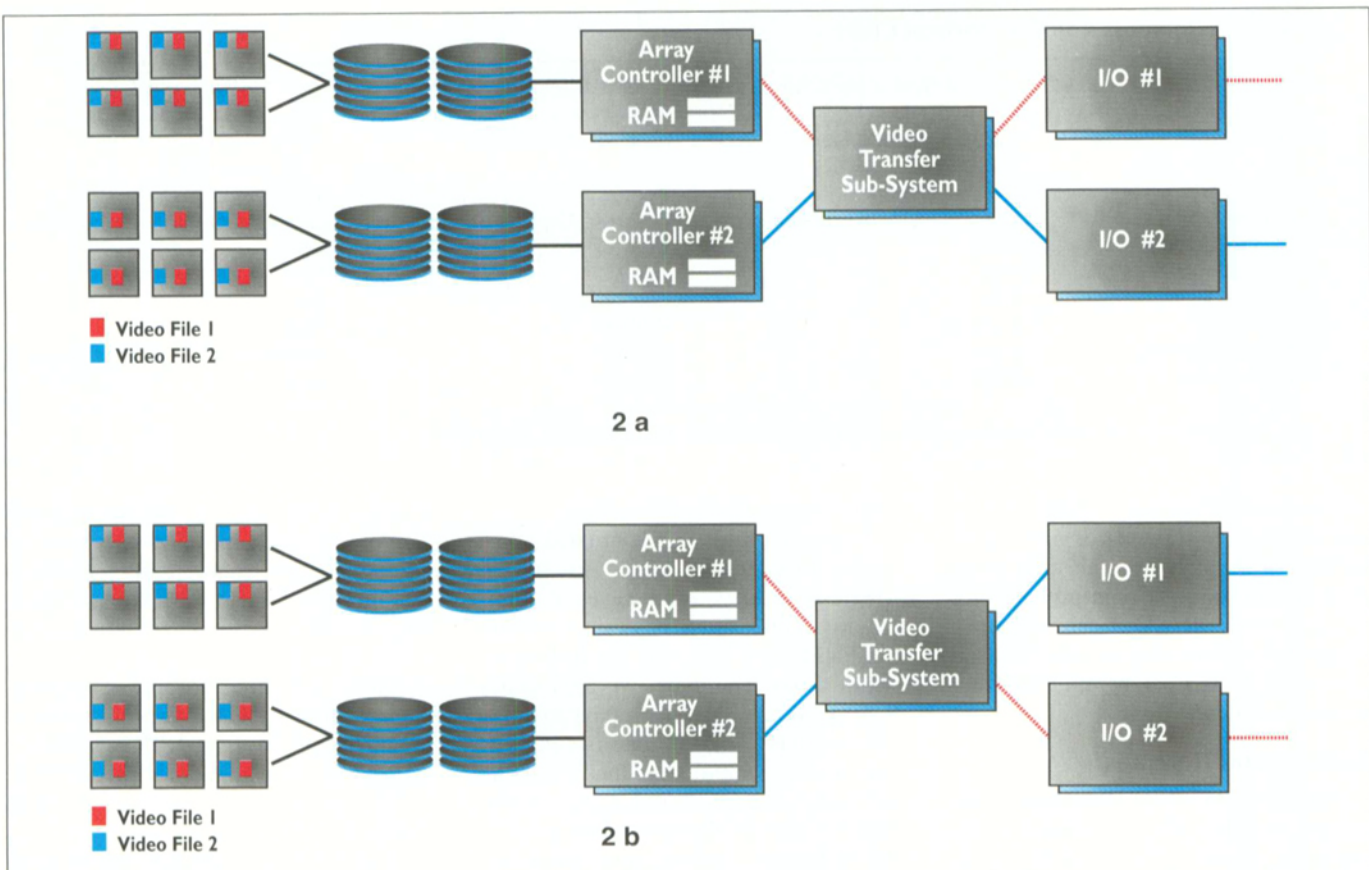 Array
Controller #1
RAM
I/O #1
Video
Transfer
Sub-System
Array
Controller #2
RAM
I/O #2
Video File 1
Video File 2
2 a
Array
Controller #1
RAM
I/O #1
Video
Transfer
Sub-System
Array
Controller #2
RAM
I/O #2
Video File 1
Video File 2
2 b